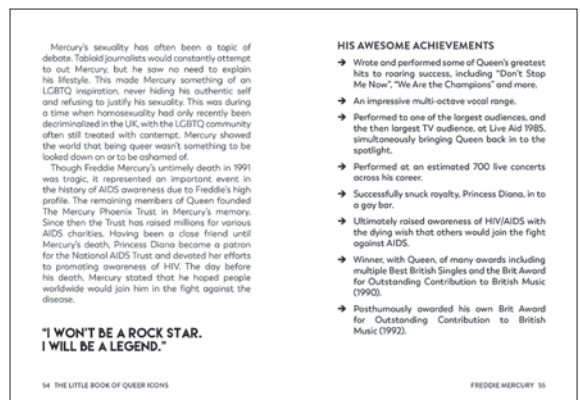 Mercury's sexuality has often been a topic of
debate. Tabloid journalists would constantly attempt
to out Mercury, but he saw no need to explain
his lifestyle. This made Mercury something of an
LGBTQ inspiration, never hiding his authentic self
and refusing to justify his sexuality. This was during
a time when homosexuality had only recently been
decriminalized in the UK, with the LGBTQ community
often still treated with contempt. Mercury showed
the world that being queer wasn't something to be
looked down on or to be ashamed of.
Though Freddie Mercury's untimely death in 1991
was tragic, it represented an important event in
the history of AIDS awareness due to Freddie's high
profile. The remaining members of Queen founded
The Mercury Phoenix Trust in Mercury's memory.
Since then the Trust has raised millions for various
AIDS charities. Having been a close friend until
Mercury's death, Princess Diana became a patron
for the National AIDS Trust and devoted her efforts
to promoting awareness of HIV. The day before
his death, Mercury stated that he hoped people
worldwide would join him in the fight against the
disease.
"I WON'T BE A ROCK STAR.
I WILL BE A LEGEND."
54 THE LITTLE BOOK OF QUEER ICONS
HIS AWESOME ACHIEVEMENTS
→ Wrote and performed some of Queen's greatest
hits to roaring success, including "Don't Stop
Me Now", "We Are the Champions" and more.
→ An impressive multi-octave vocal range.
→ Performed to one of the largest audiences, and
the then largest TV audience, at Live Aid 1985,
simultaneously bringing Queen back in to the
spotlight.
→ Performed at an estimated 700 live concerts
across his career.
→ Successfully snuck royalty, Princess Diana, in to
a gay bar.
→ Ultimately raised awareness of HIV/AIDS with
the dying wish that others would join the fight
against AIDS.
→ Winner, with Queen, of many awards including
multiple Best British Singles and the Brit Award
for Outstanding Contribution to British Music
(1990).
→ Posthumously awarded his own Brit Award
for Outstanding Contribution to British
Music (1992).
FREDDIE MERCURY 55